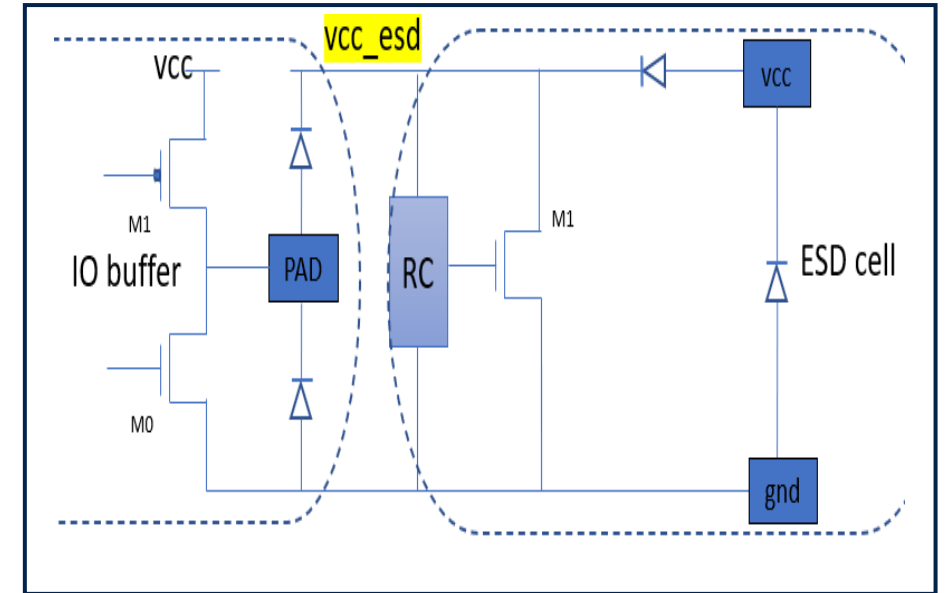 vcc_esd
vcc
vcc
M1
M1
IO buffer
PAD
RC
ESD cell
M0
gnd